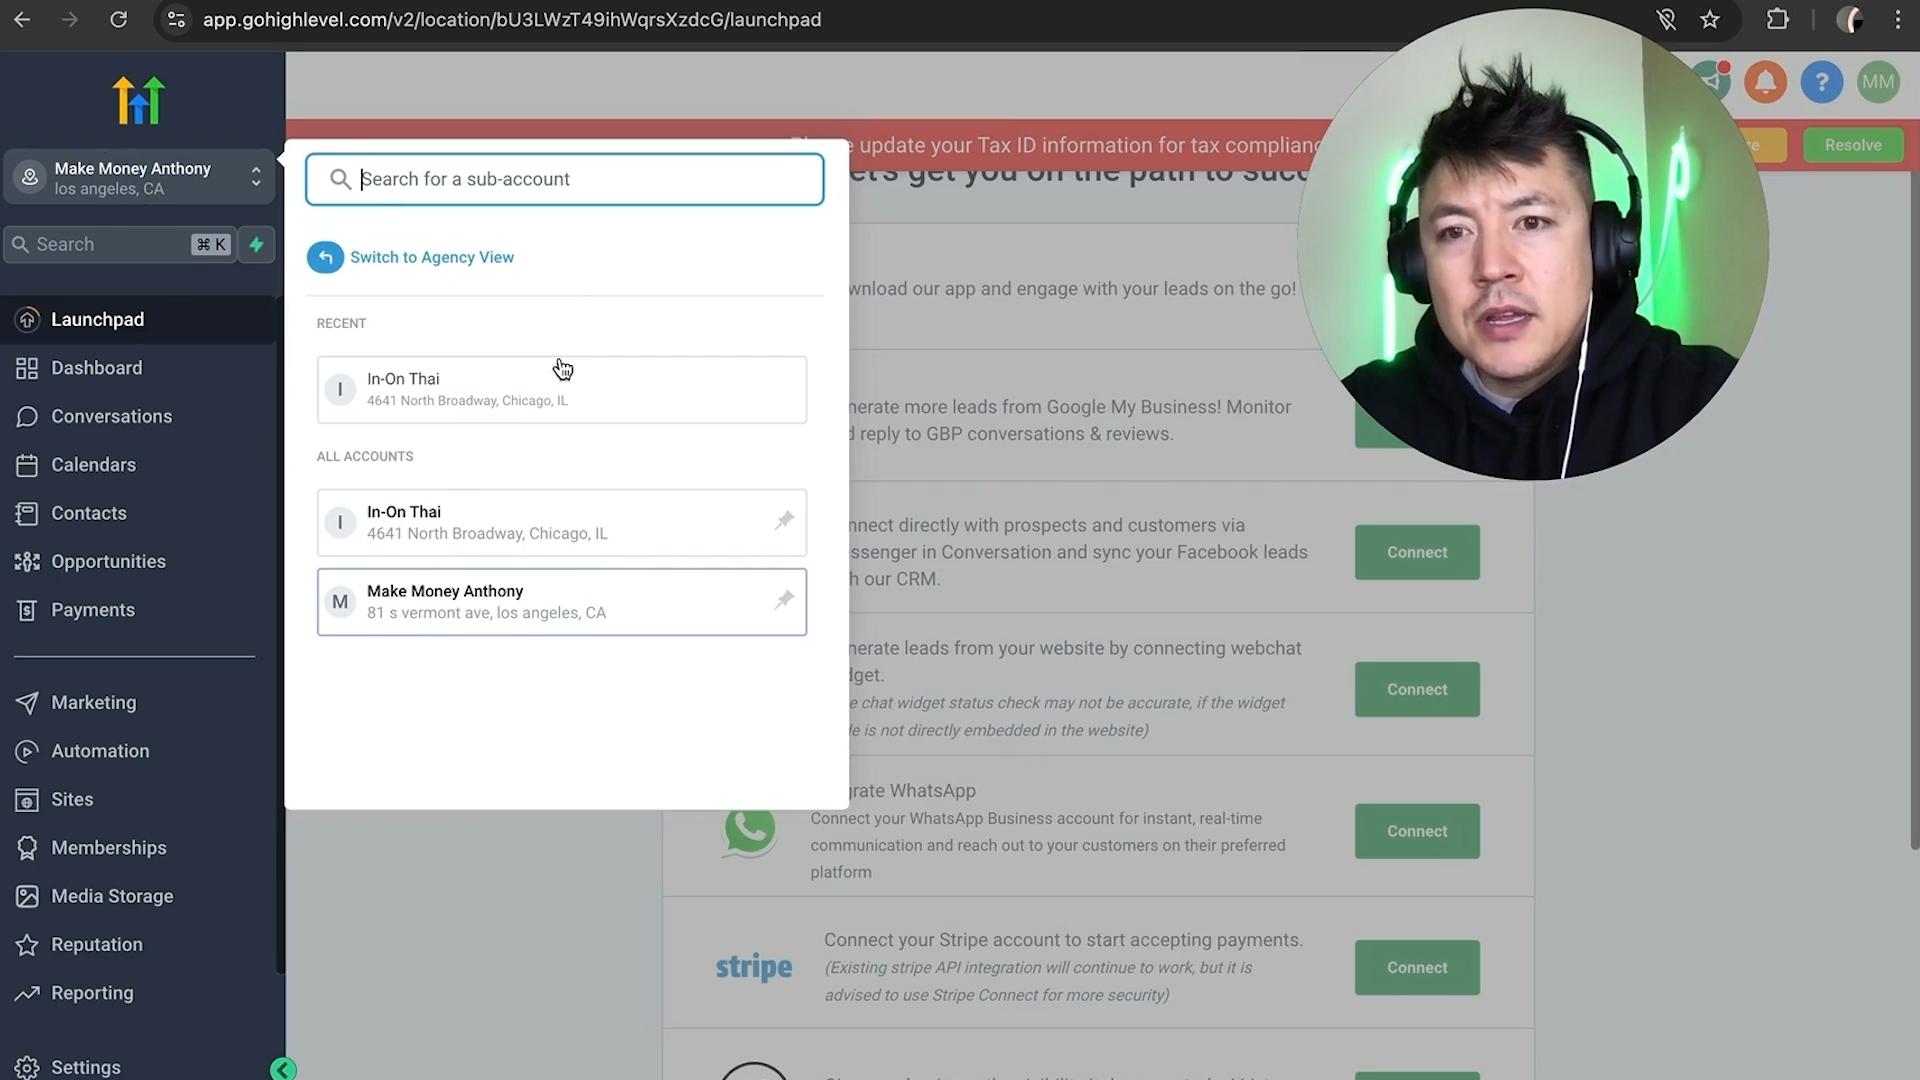 app.gohighlevel.com/v2/location/bU3LWzT49ihWqrsXzdcG/launchpad
MM
Make Money Anthony
los angeles, CA
Search
⌘ K
Launchpad
Dashboard
Conversations
Calendars
Contacts
Opportunities
Payments
Marketing
Automation
Sites
Memberships
Media Storage
Reputation
Reporting
Settings
Search for a sub-account
Switch to Agency View
RECENT
I
In-On Thai
4641 North Broadway, Chicago, IL
ALL ACCOUNTS
I
In-On Thai
4641 North Broadway, Chicago, IL
M
Make Money Anthony
81 s vermont ave, los angeles, CA
update your Tax ID information for tax
Resolve
get you on the path to
our app and engage with your leads on the go!
more leads from Google My Business! Monitor
reply to GBP conversations & reviews.
directly with prospects and customers via
in Conversation and sync your Facebook leads
our CRM.
Connect
leads from your website by connecting webchat
chat widget status check may not be accurate, if the widget
is not directly embedded in the website)
Connect
WhatsApp
Connect your WhatsApp Business account for instant, real-time
communication and reach out to your customers on their preferred
platform
Connect
stripe
Connect your Stripe account to start accepting payments.
(Existing stripe API integration will continue to work, but it is
advised to use Stripe Connect for more security)
Connect